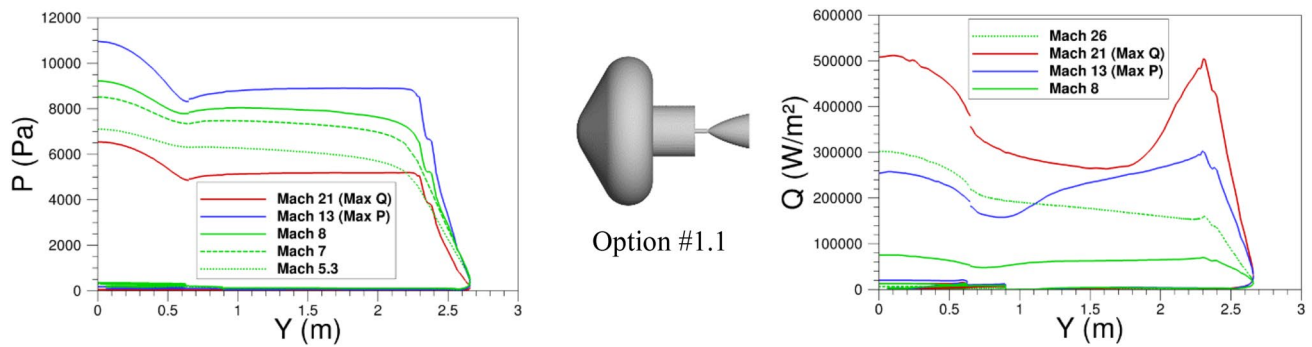 12000
10000
8000
6000
4000
2000
0
P (Pa)
Mach 21 (Max Q)
Mach 13 (Max P)
Mach 8
Mach 7
Mach 5.3
0
0.5
1
1.5
2
2.5
3
Y (m)
Option #1.1
600000
500000
400000
300000
200000
100000
0
Q (W/m²)
Mach 26
Mach 21 (Max Q)
Mach 13 (Max P)
Mach 8
0
0.5
1
1.5
2
2.5
3
Y (m)